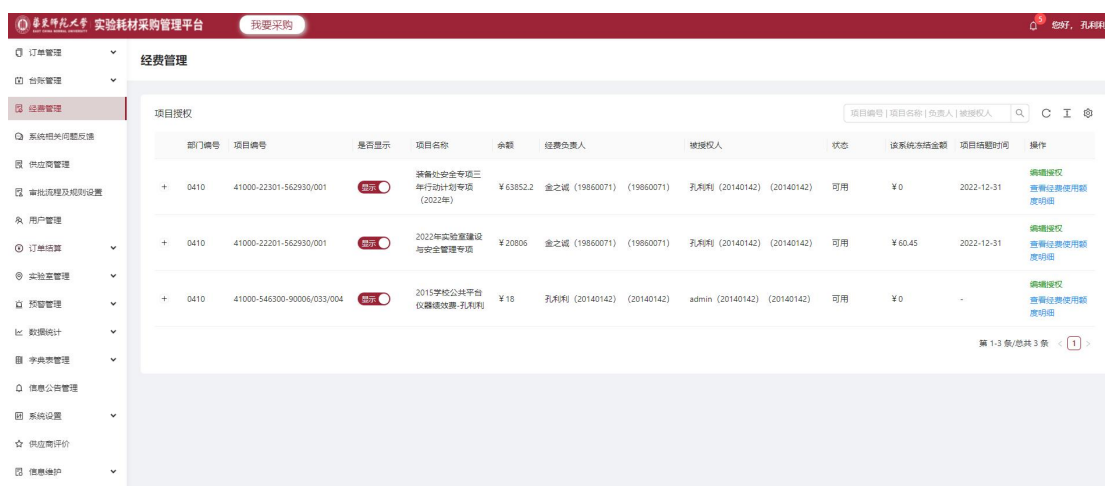 華東師範大學 实验耗材采购管理平台 我要采购 5 您好，孔利利
EAST CHINA NORMAL UNIVERSITY
订单管理
台账管理
经费管理
系统相关问题反馈
供应商管理
审批流程及规则设置
用户管理
订单结算
实验室管理
预警管理
数据统计
字典表管理
信息公告管理
系统设置
供应商评价
信息维护
经费管理
项目授权 项目编号 | 项目名称 | 负责人 | 被授权人
部门编号 项目编号 是否显示 项目名称 余额 经费负责人 被授权人 状态 该系统冻结金额 项目结题时间 操作
装备处安全专项三 编辑授权
+ 0410 41000-22301-562930/001 显示 年行动计划专项 ¥63852.2 金之诚（19860071）（19860071） 孔利利（20140142）（20140142） 可用 ¥0 2022-12-31 查看经费使用额
（2022年） 度明细
编辑授权
+ 0410 41000-22201-562930/001 显示 2022年实验室建设 ¥20806 金之诚（19860071）（19860071） 孔利利（20140142）（20140142） 可用 ¥60.45 2022-12-31 查看经费使用额
与安全管理专项 度明细
编辑授权
+ 0410 41000-546300-90006/033/004 显示 2015学校公共平台 ¥18 孔利利（20140142）（20140142） admin（20140142）（20140142） 可用 ¥0 - 查看经费使用额
仪器绩效费-孔利利 度明细
第 1-3 条/总共 3 条 < 1 >